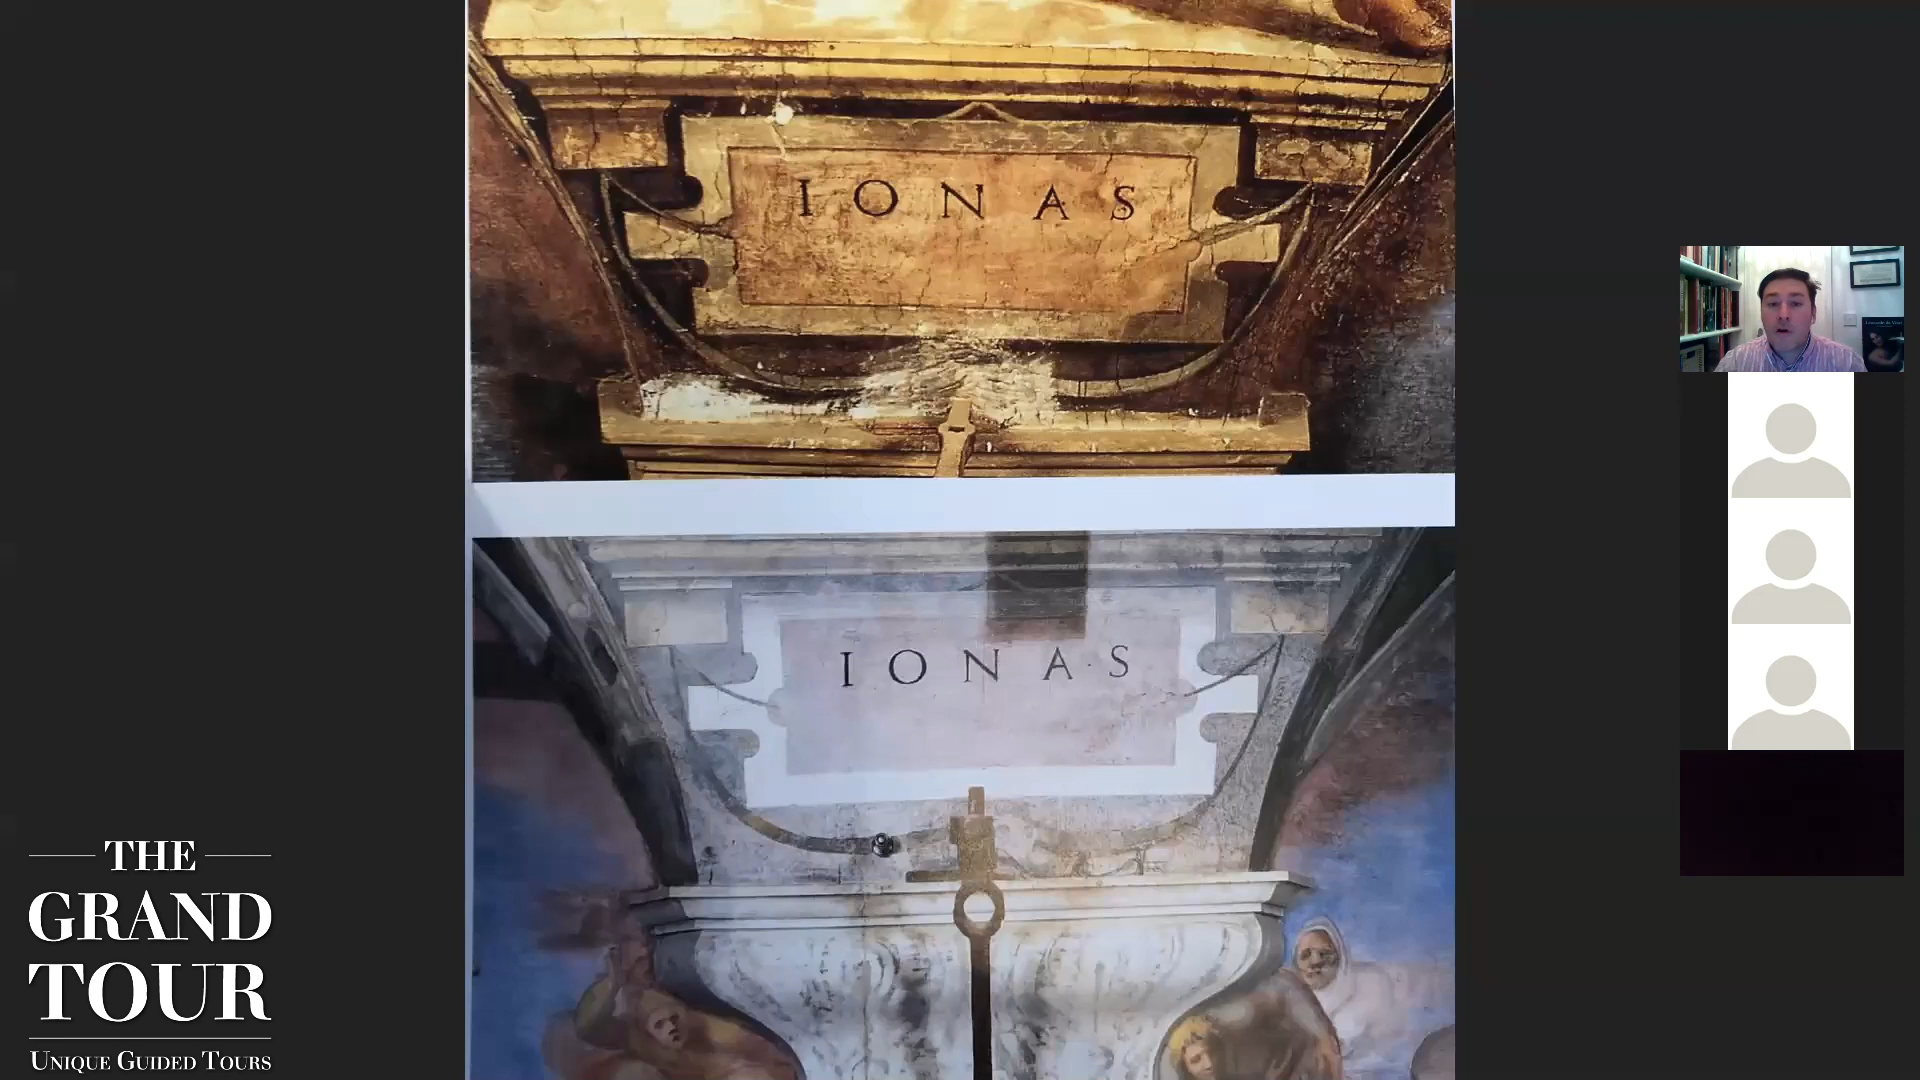 IONAS
IONA·S
THE
GRAND
TOUR
UNIQUE GUIDED TOURS